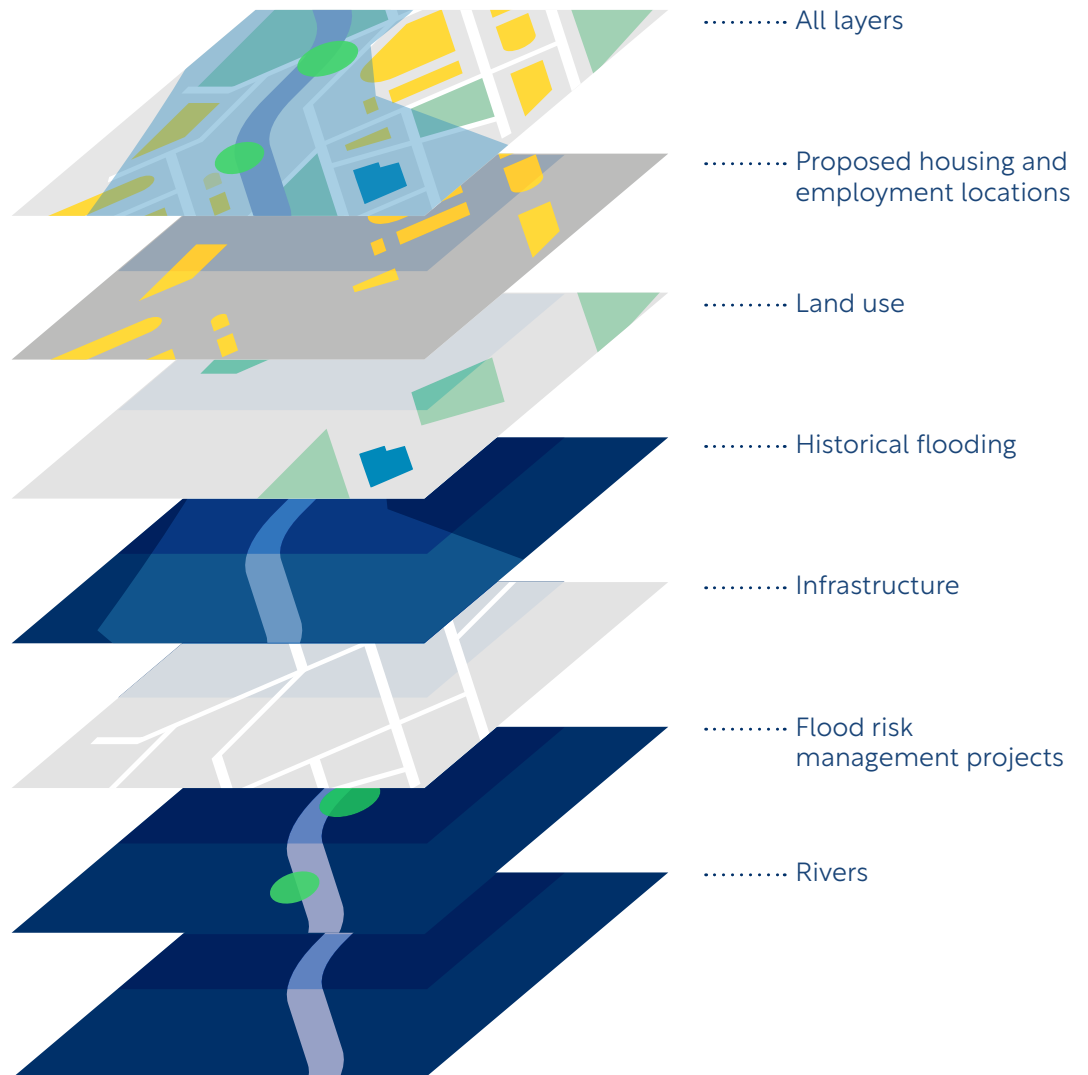 All layers
Proposed housing and
employment locations
Land use
Historical flooding
Infrastructure
Flood risk
management projects
Rivers